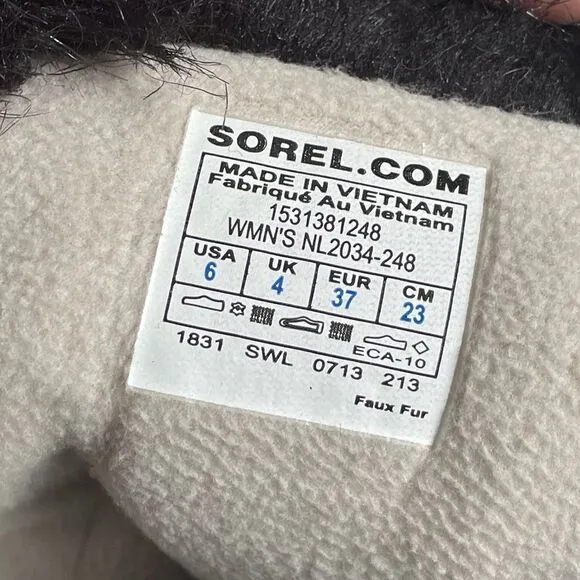 SOREL.COM
MADE IN VIETNAM
Fabriqué Au Vietnam
1531381248
WMN'S NL2034-248
USA UK EUR CM
6 4 37 23
ECA-10
1831 SWL 0713 213
Faux Fur